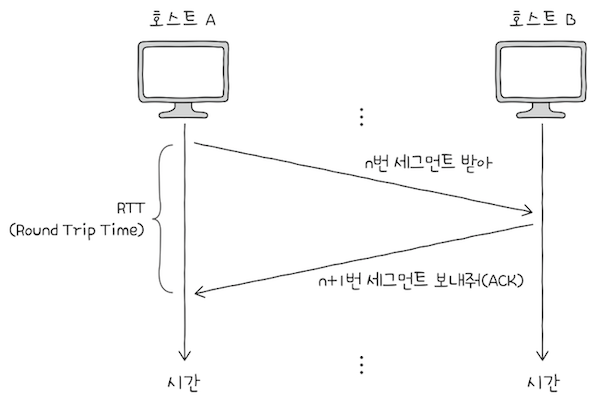 호스트 A
호스트 B
n번 세그먼트 받아
RTT
(Round Trip Time)
n+1번 세그먼트 보내줘(ACK)
시간
시간